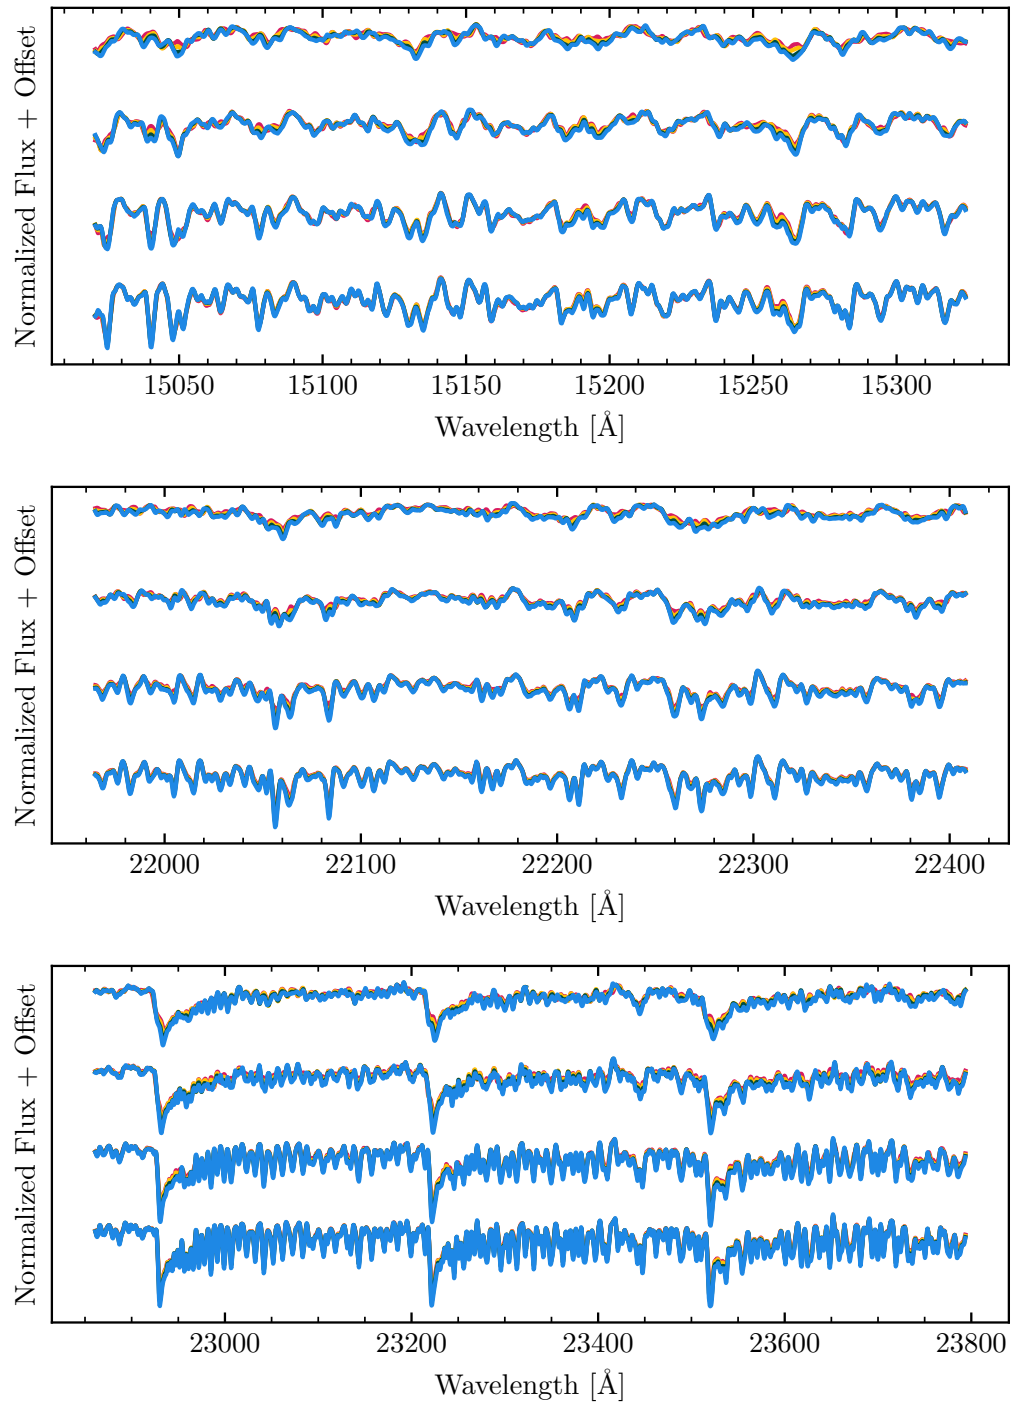 Normalized Flux + Offset
15050 15100 15150 15200 15250 15300
Wavelength [Å]
Normalized Flux + Offset
22000 22100 22200 22300 22400
Wavelength [Å]
Normalized Flux + Offset
23000 23200 23400 23600 23800
Wavelength [Å]